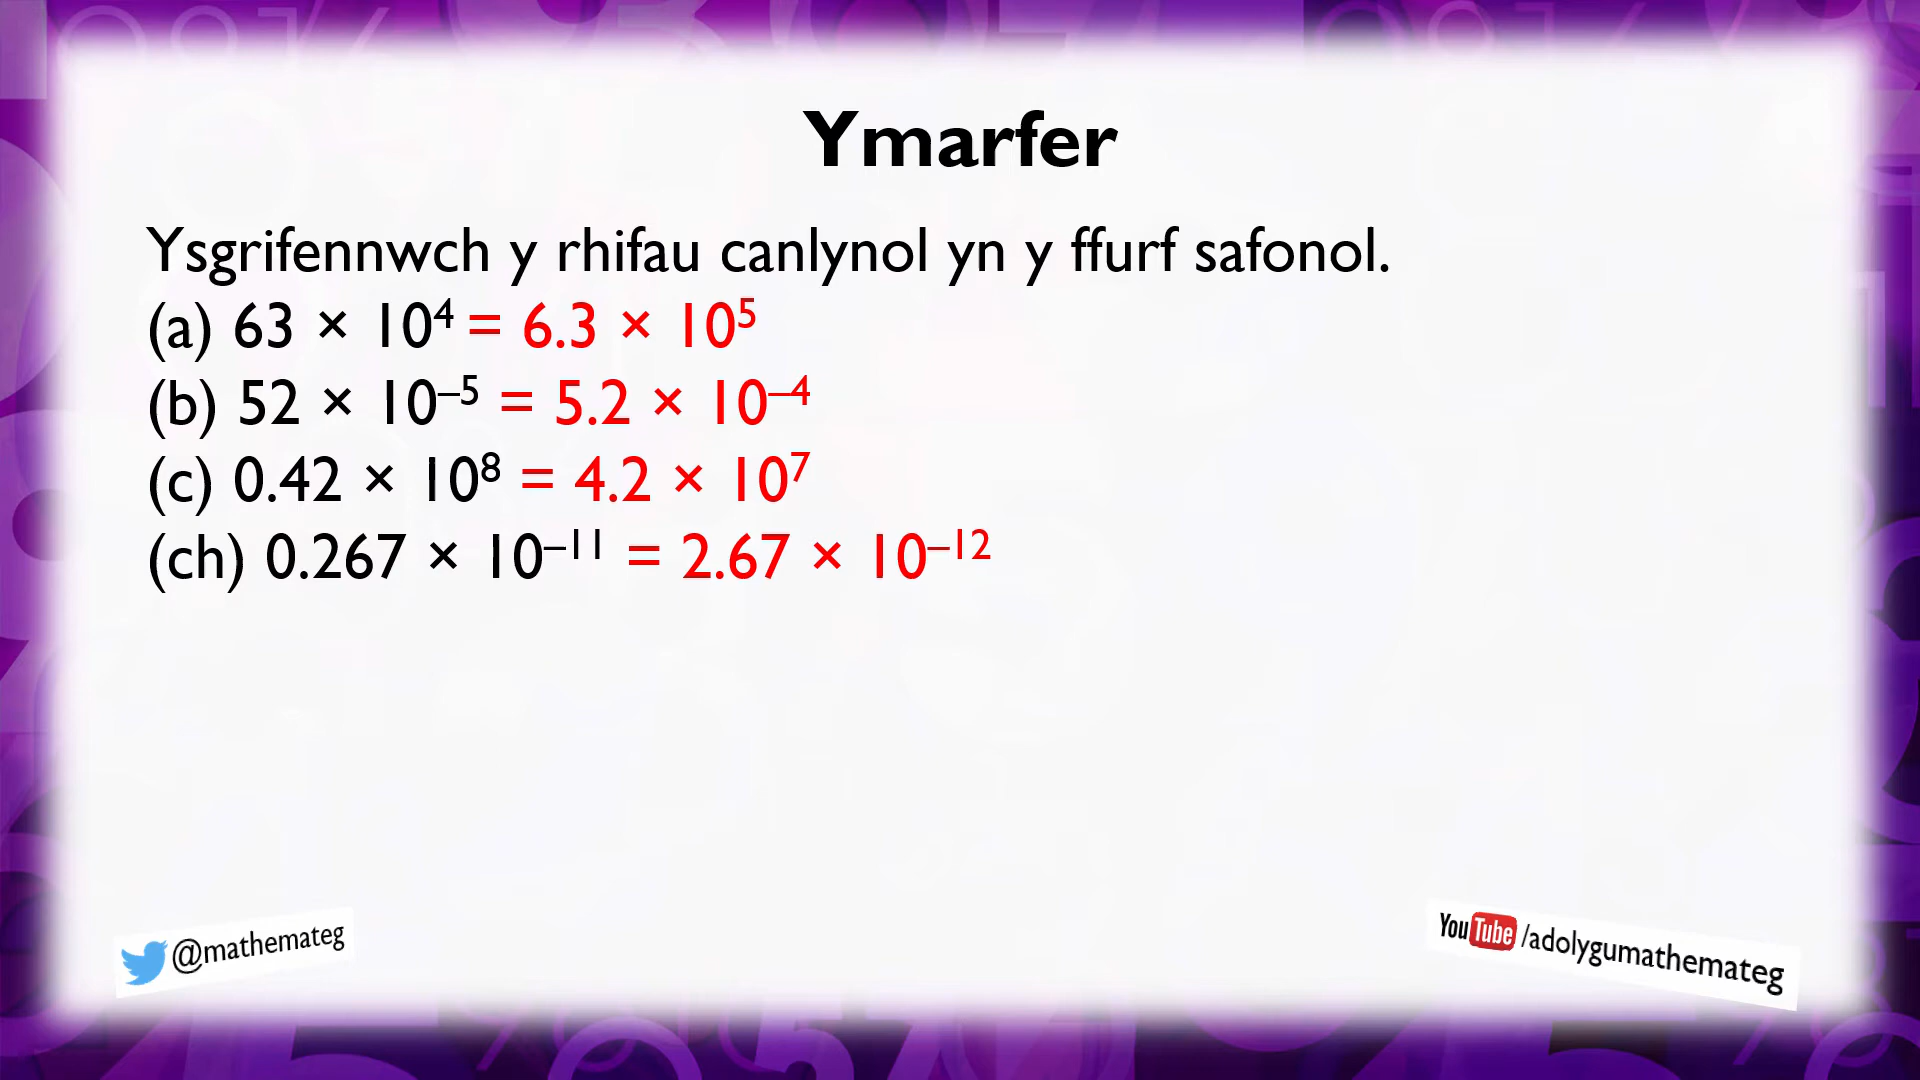 Ymarfer
Ysgrifennwch y rhifau canlynol yn y ffurf safonol.
(a) 63 × 10⁴ = 6.3 × 10⁵
(b) 52 × 10⁻⁵ = 5.2 × 10⁻⁴
(c) 0.42 × 10⁸ = 4.2 × 10⁷
(ch) 0.267 × 10⁻¹¹ = 2.67 × 10⁻¹²
@mathemateg
YouTube /adolygumathemateg